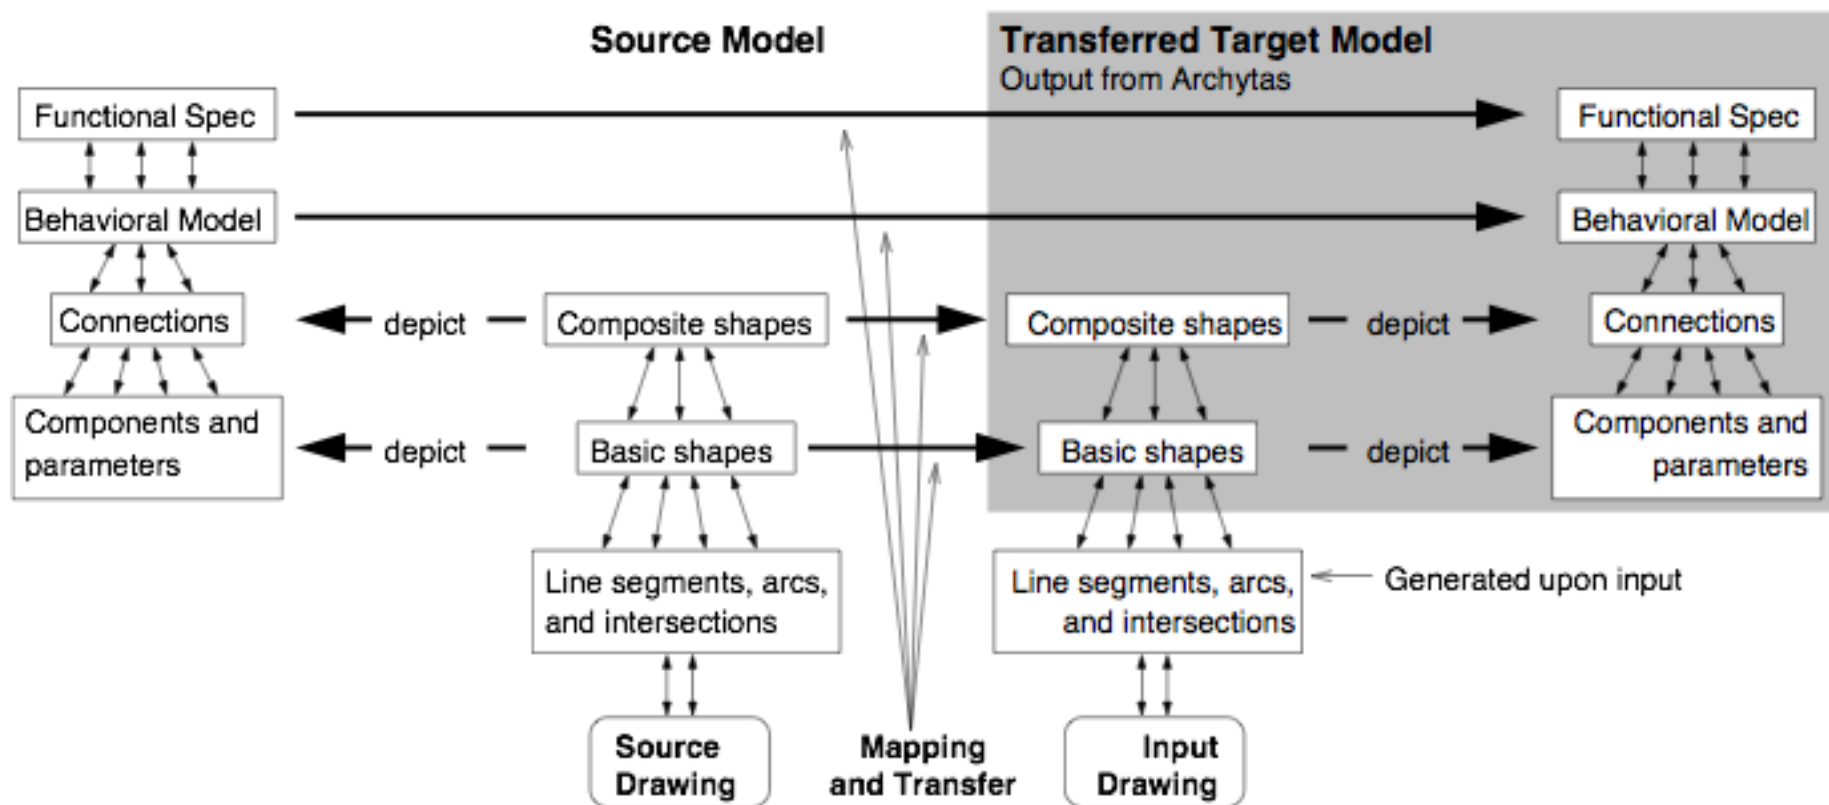 Source Model
Transferred Target Model
Output from Archytas
Functional Spec
Functional Spec
Behavioral Model
Behavioral Model
Connections
depict
Composite shapes
Composite shapes
depict
Connections
Components and
parameters
depict
Basic shapes
Basic shapes
depict
Components and
parameters
Line segments, arcs,
and intersections
Line segments, arcs,
and intersections
Generated upon input
Source
Drawing
Mapping
and Transfer
Input
Drawing